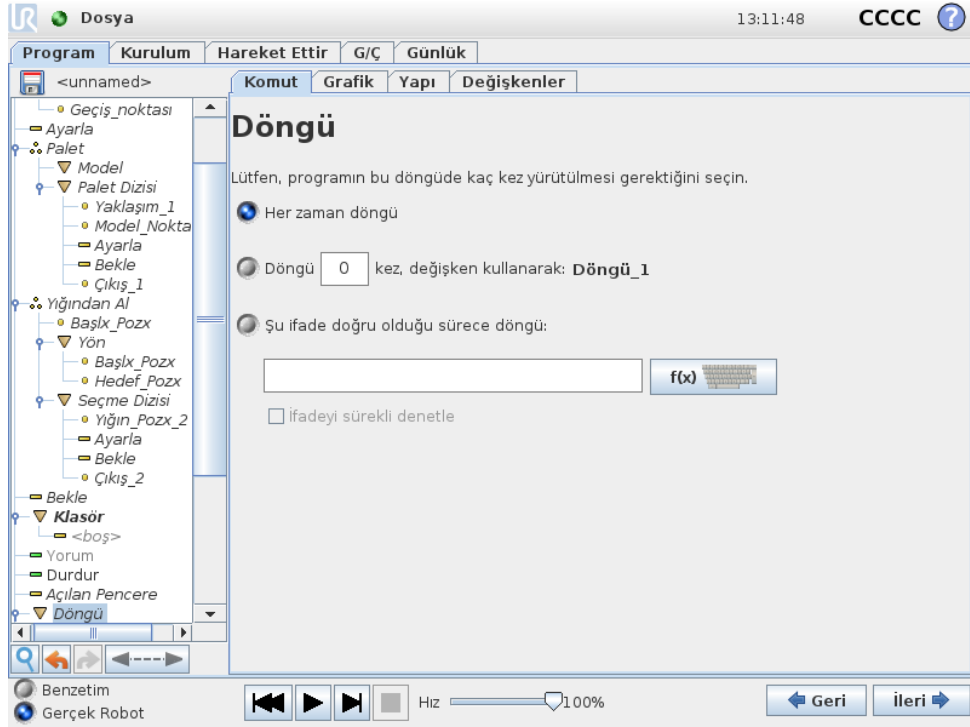 Dosya 13:11:48 CCCC ?
Program Kurulum Hareket Ettir G/Ç Günlük
<unnamed>
Komut Grafik Yapı Değişkenler
Geçiş_noktası
Ayarla
Palet
Model
Palet Dizisi
Yaklaşım_1
Model_Nokta
Ayarla
Bekle
Çıkış_1
Yığından Al
Başlx_Pozx
Yön
Başlx_Pozx
Hedef_Pozx
Seçme Dizisi
Yığın_Pozx_2
Ayarla
Bekle
Çıkış_2
Bekle
Klasör
<boş>
Yorum
Durdur
Açılan Pencere
Döngü
Döngü
Lütfen, programın bu döngüde kaç kez yürütülmesi gerektiğini seçin.
Her zaman döngü
Döngü 0 kez, değişken kullanarak: Döngü_1
Şu ifade doğru olduğu sürece döngü:
f(x)
İfadeyi sürekli denetle
Benzetim
Gerçek Robot
Hız 100%
Geri İleri